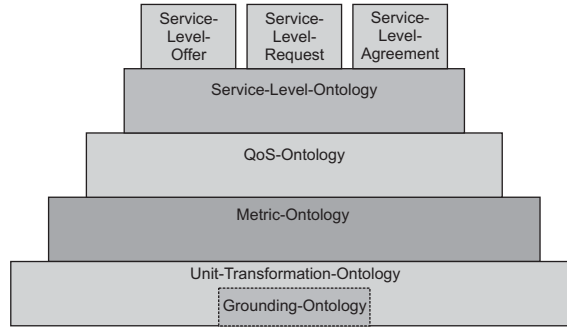 Service-
Level-
Offer
Service-
Level-
Request
Service-
Level-
Agreement
Service-Level-Ontology
QoS-Ontology
Metric-Ontology
Unit-Transformation-Ontology
Grounding-Ontology